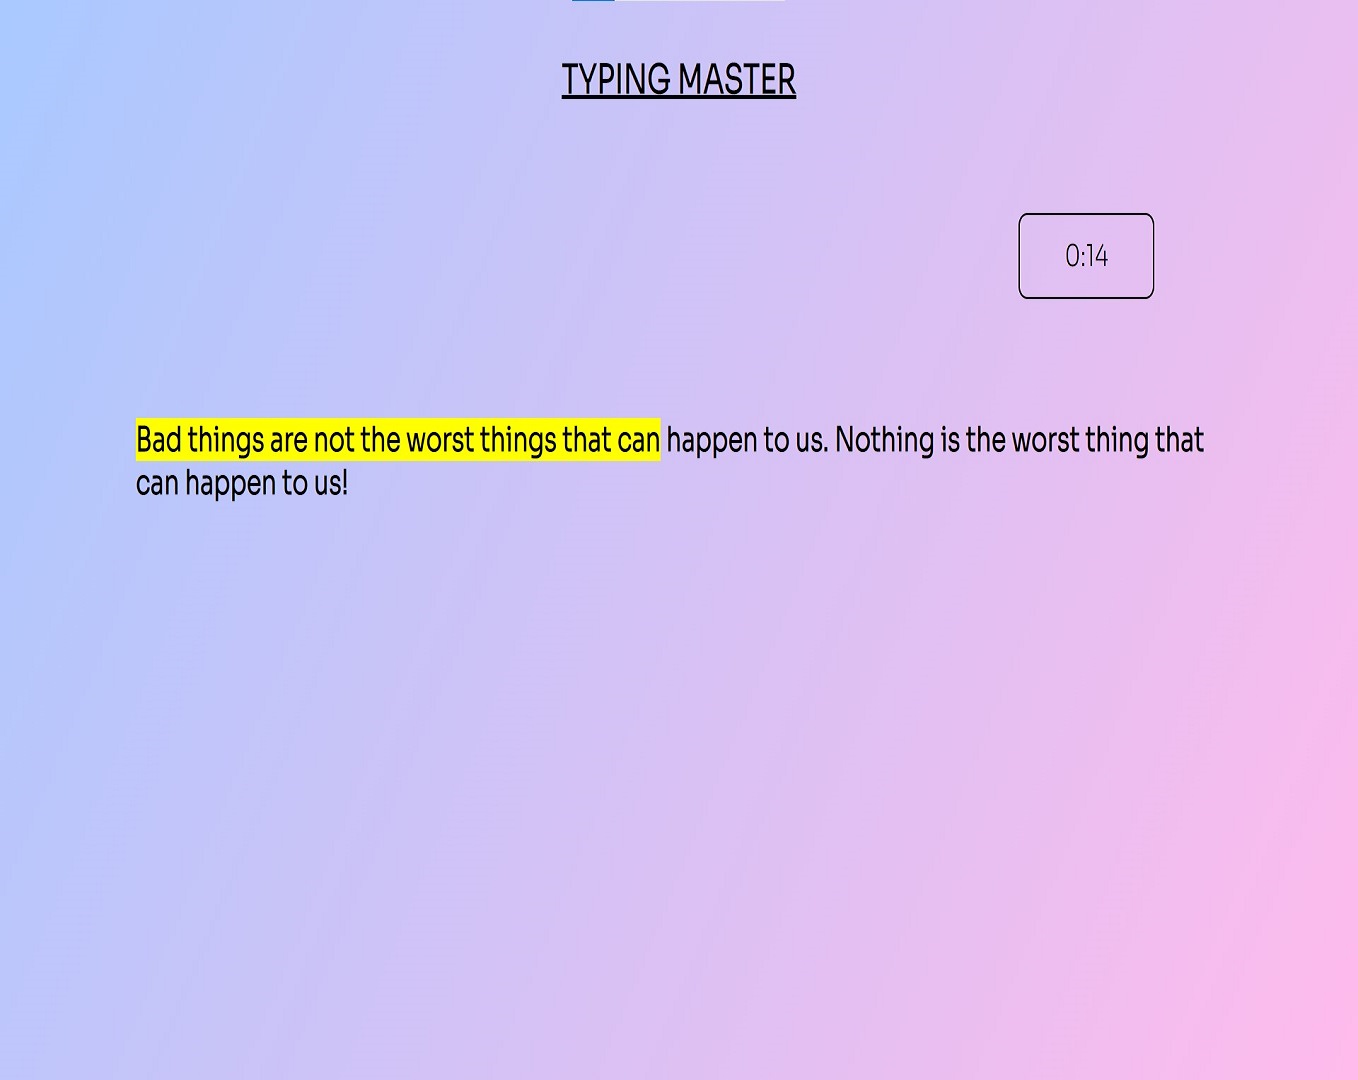 TYPING MASTER
0:14
Bad things are not the worst things that can happen to us. Nothing is the worst thing that
can happen to us!